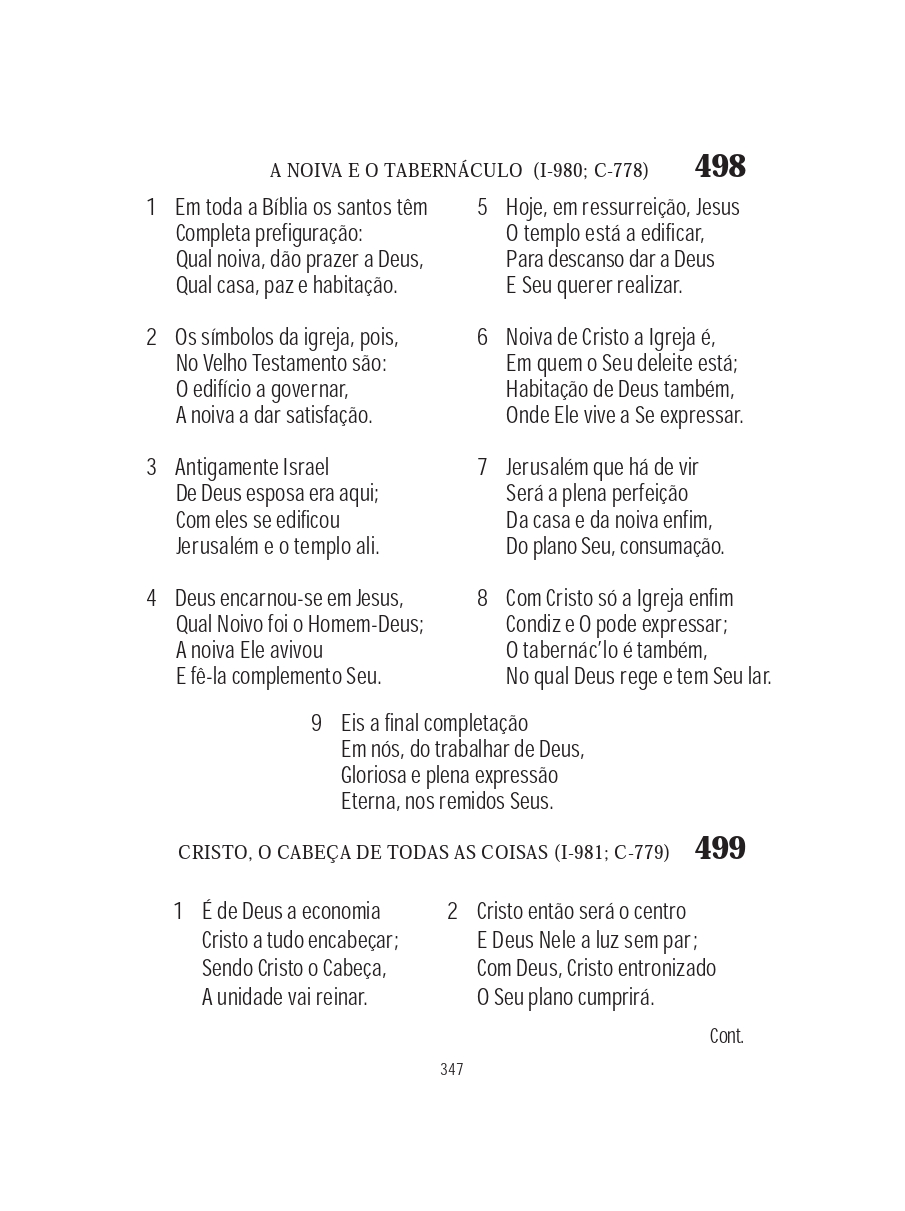 A NOIVA E O TABERNÁCULO (I-980; C-778) 498
1 Em toda a Bíblia os santos têm
Completa prefiguração:
Qual noiva, dão prazer a Deus,
Qual casa, paz e habitação.
2 Os símbolos da igreja, pois,
No Velho Testamento são:
O edifício a governar,
A noiva a dar satisfação.
3 Antigamente Israel
De Deus esposa era aqui;
Com eles se edificou
Jerusalém e o templo ali.
4 Deus encarnou-se em Jesus,
Qual Noivo foi o Homem-Deus;
A noiva Ele avivou
E fê-la complemento Seu.
5 Hoje, em ressurreição, Jesus
O templo está a edificar,
Para descanso dar a Deus
E Seu querer realizar.
6 Noiva de Cristo a Igreja é,
Em quem o Seu deleite está;
Habitação de Deus também,
Onde Ele vive a Se expressar.
7 Jerusalém que há de vir
Será a plena perfeição
Da casa e da noiva enfim,
Do plano Seu, consumação.
8 Com Cristo só a Igreja enfim
Condiz e O pode expressar;
O tabernác'lo é também,
No qual Deus rege e tem Seu lar.
9 Eis a final completação
Em nós, do trabalhar de Deus,
Gloriosa e plena expressão
Eterna, nos remidos Seus.
CRISTO, O CABEÇA DE TODAS AS COISAS (I-981; C-779) 499
1 É de Deus a economia
Cristo a tudo encabeçar;
Sendo Cristo o Cabeça,
A unidade vai reinar.
2 Cristo então será o centro
E Deus Nele a luz sem par;
Com Deus, Cristo entronizado
O Seu plano cumprirá.
Cont.
347